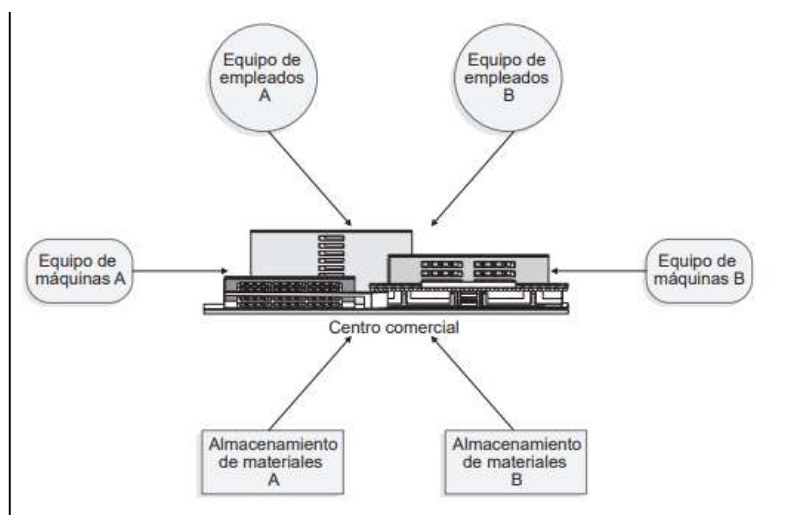 Equipo de
empleados
A
Equipo de
empleados
B
Equipo de
máquinas A
Equipo de
máquinas B
Centro comercial
Almacenamiento
de materiales
A
Almacenamiento
de materiales
B